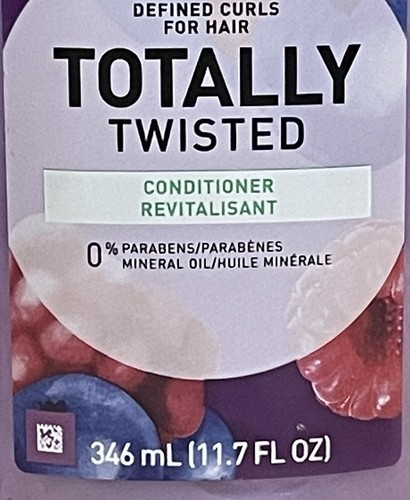 DEFINED CURLS
FOR HAIR
TOTALLY
TWISTED
CONDITIONER
REVITALISANT
0% PARABENS/PARABÈNES
MINERAL OIL/HUILE MINÉRALE
346 mL (11.7 FL OZ)